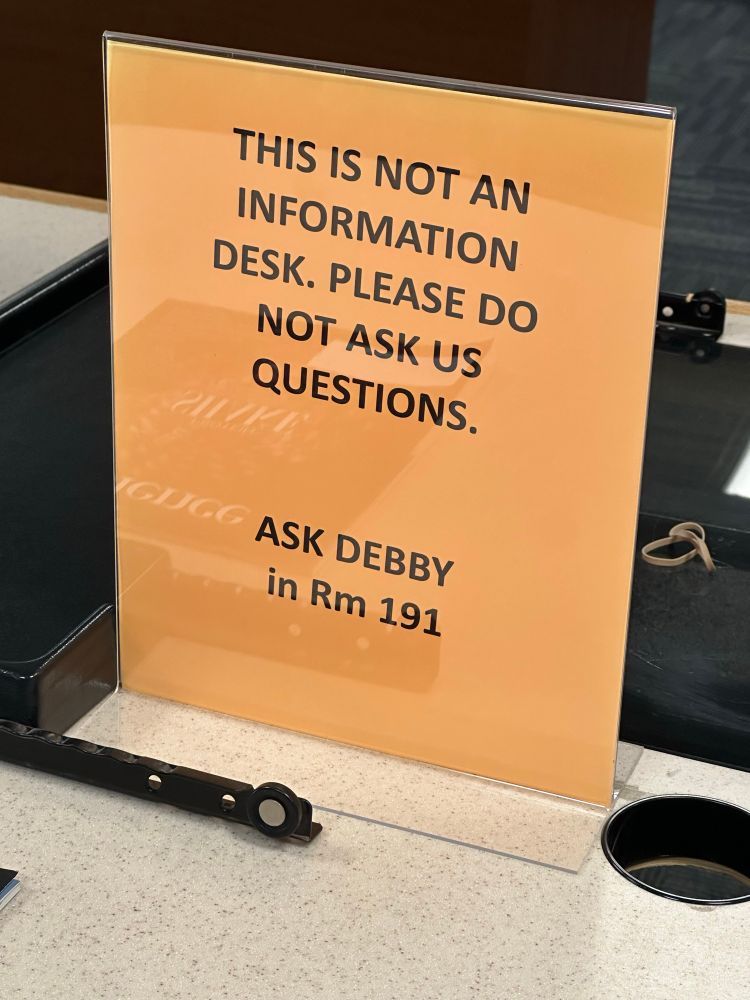 THIS IS NOT AN
INFORMATION
DESK. PLEASE DO
NOT ASK US
QUESTIONS.
ASK DEBBY
in Rm 191